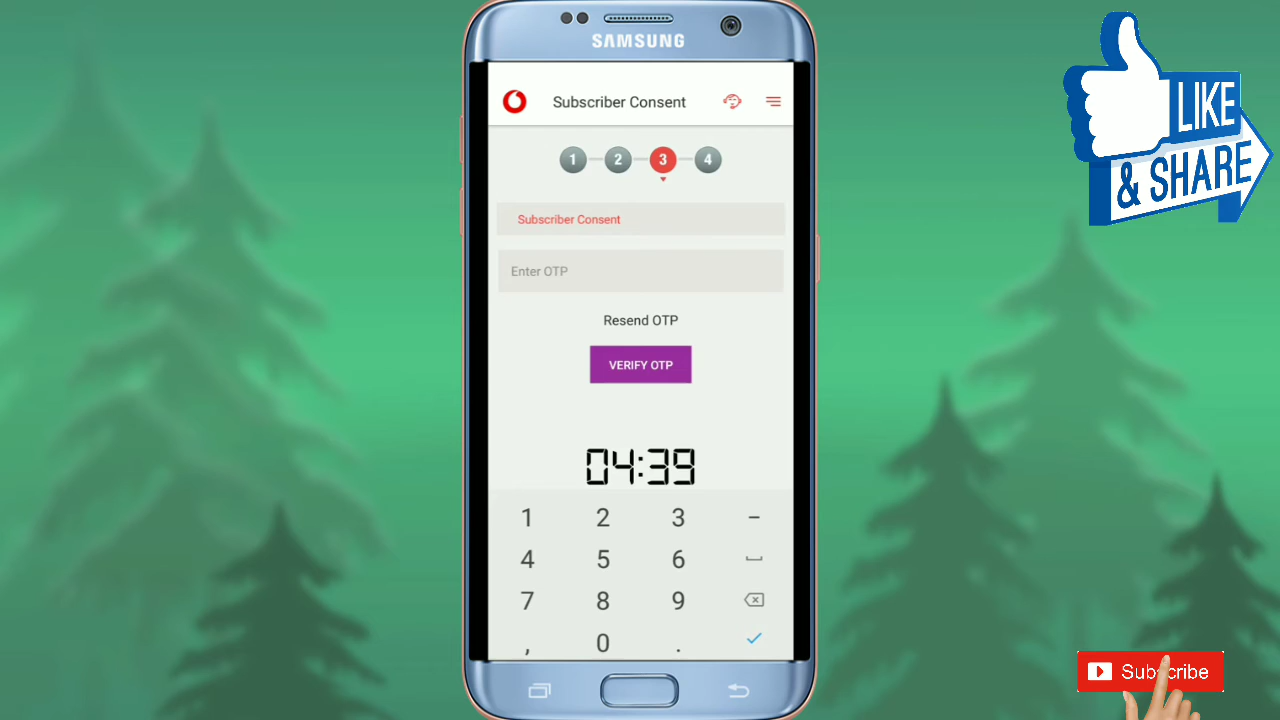 SAMSUNG
Subscriber Consent
1 2 3 4
Subscriber Consent
Enter OTP
Resend OTP
VERIFY OTP
04:39
1 2 3 –
4 5 6
7 8 9
, 0 .
LIKE
& SHARE
Subscribe